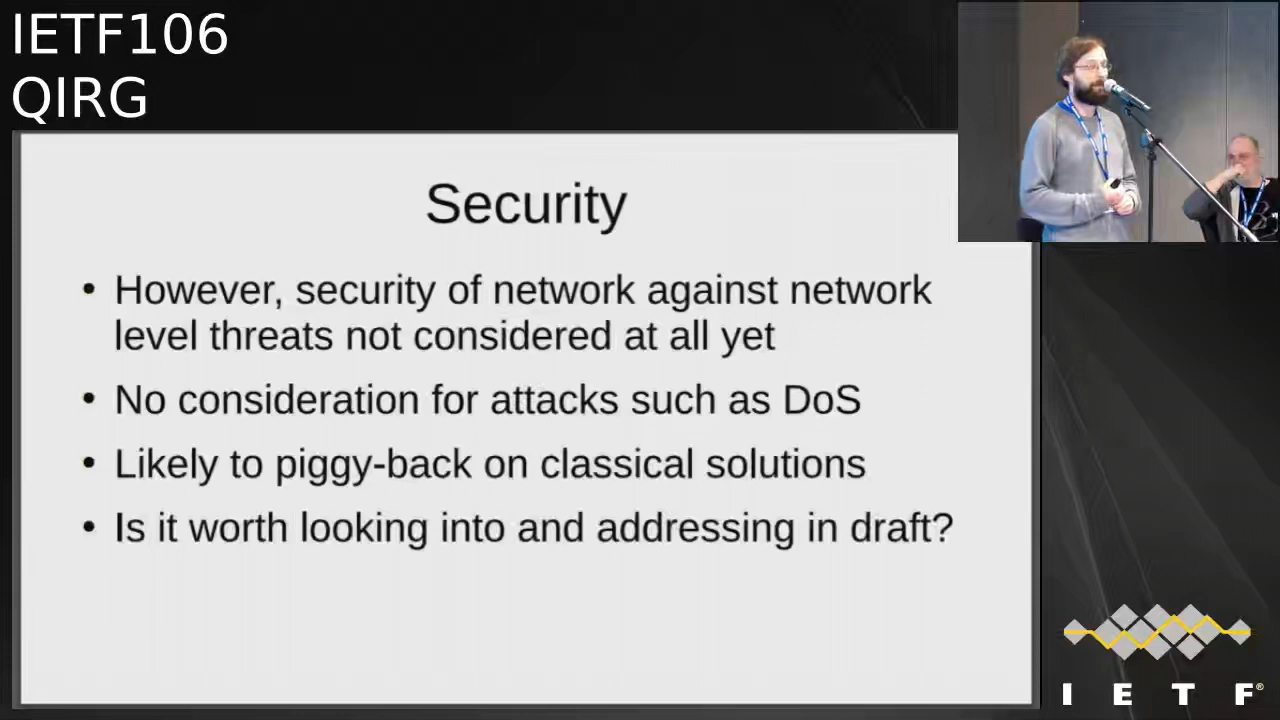 IETF106
QIRG
Security
• However, security of network against network
level threats not considered at all yet
• No consideration for attacks such as DoS
• Likely to piggy-back on classical solutions
• Is it worth looking into and addressing in draft?
I E T F®